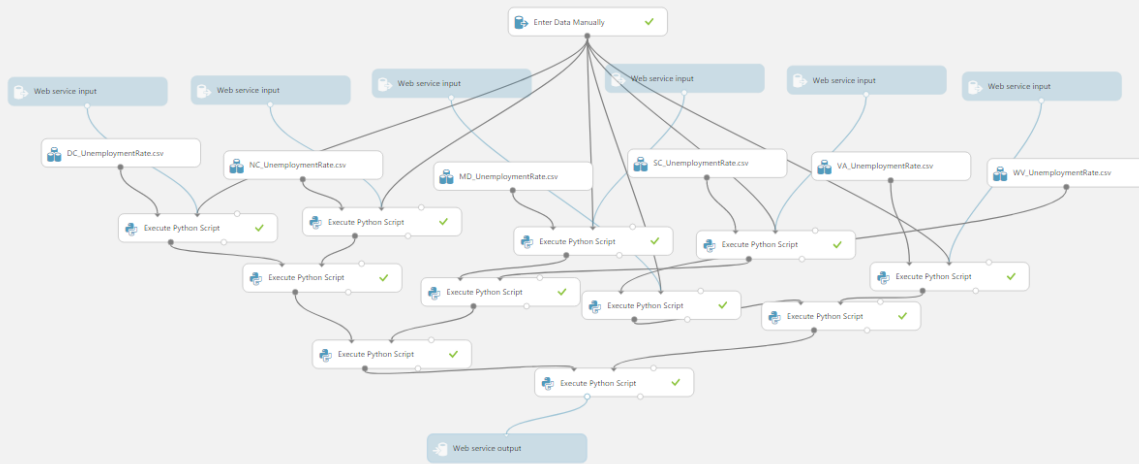 Enter Data Manually
Web service input
Web service input
Web service input
Web service input
Web service input
Web service input
DC_UnemploymentRate.csv
NC_UnemploymentRate.csv
MD_UnemploymentRate.csv
SC_UnemploymentRate.csv
VA_UnemploymentRate.csv
WV_UnemploymentRate.csv
Execute Python Script
Execute Python Script
Execute Python Script
Execute Python Script
Execute Python Script
Execute Python Script
Execute Python Script
Execute Python Script
Execute Python Script
Execute Python Script
Execute Python Script
Web service output